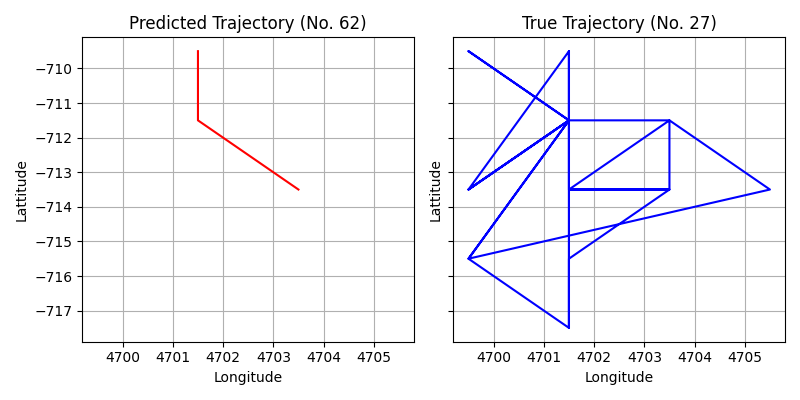 Predicted Trajectory (No. 62)
True Trajectory (No. 27)
Lattitude
−710
−711
−712
−713
−714
−715
−716
−717
4700 4701 4702 4703 4704 4705
Longitude
Lattitude
4700 4701 4702 4703 4704 4705
Longitude